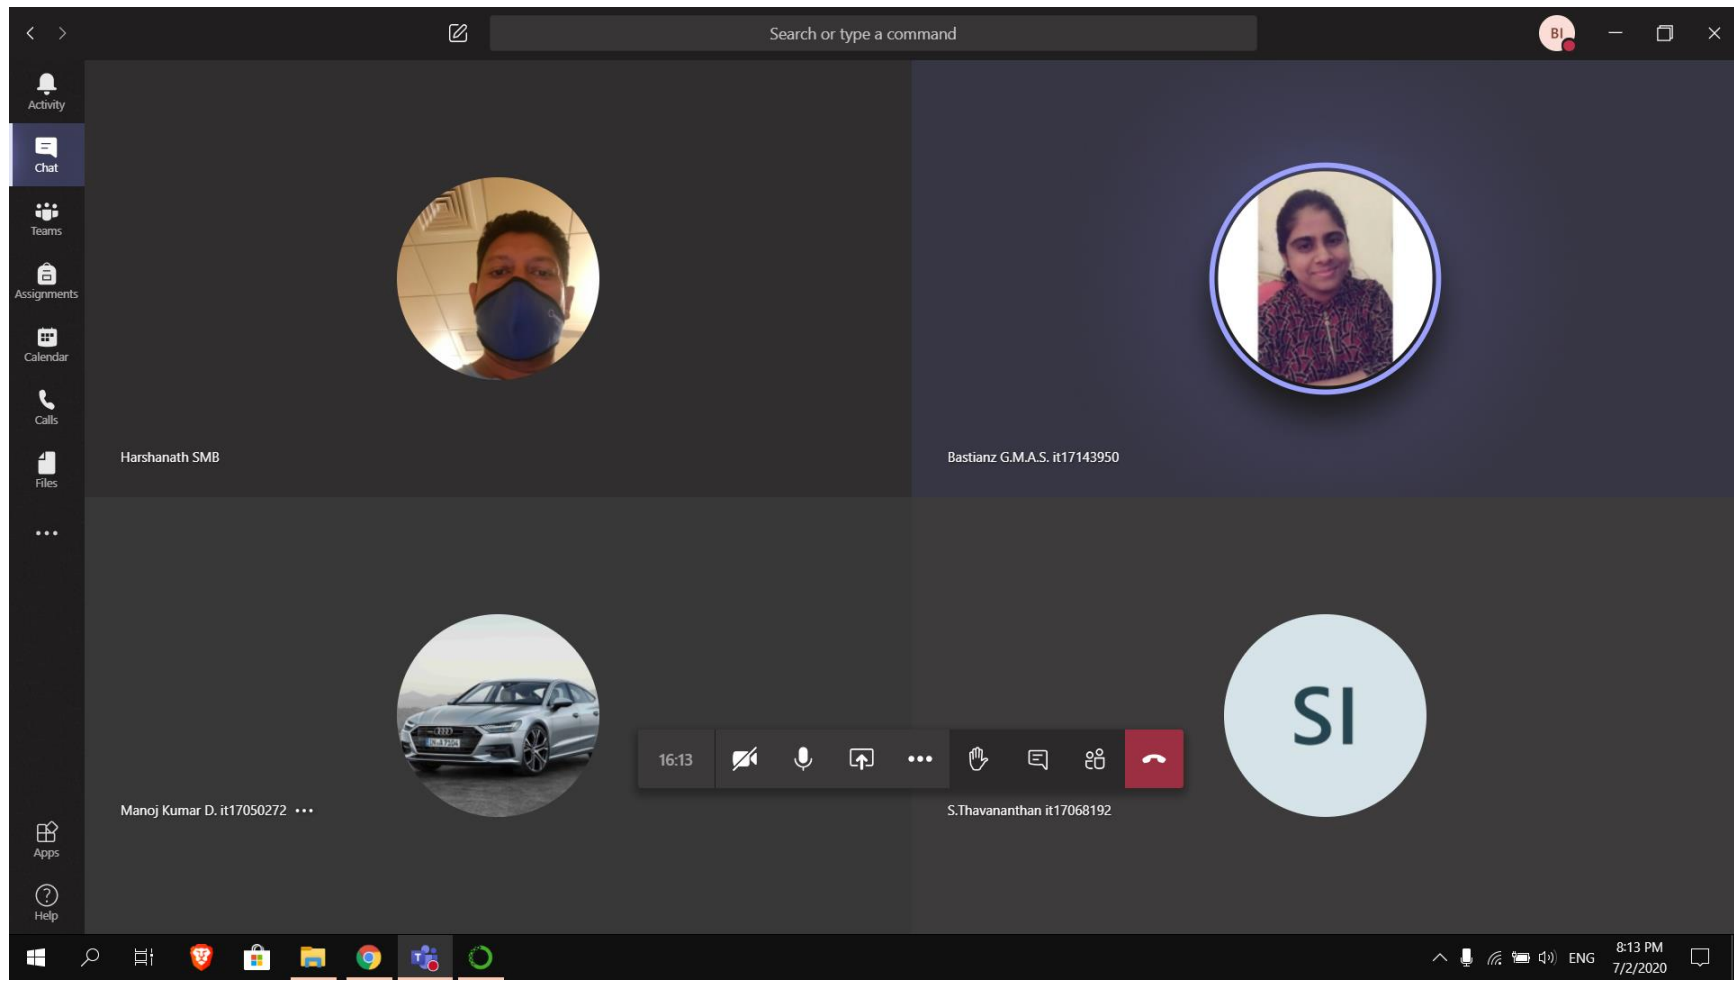 Search or type a command
BI
Activity
Chat
Teams
Assignments
Calendar
Calls
Files
Harshanath SMB
Bastianz G.M.A.S. it17143950
SI
16:13
Manoj Kumar D. it17050272
S.Thavananthan it17068192
Apps
Help
ENG
8:13 PM
7/2/2020